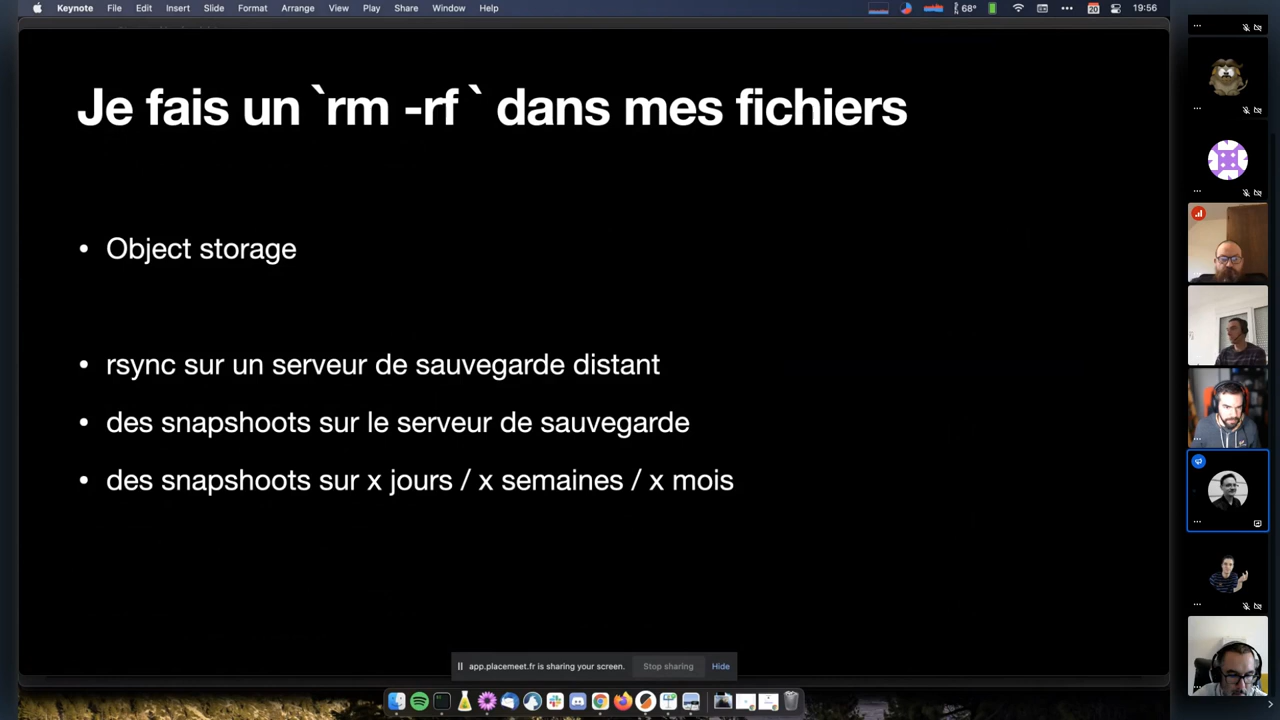 Keynote File Edit Insert Slide Format Arrange View Play Share Window Help 68° 20 19:56
Je fais un `rm -rf ` dans mes fichiers
• Object storage
• rsync sur un serveur de sauvegarde distant
• des snapshoots sur le serveur de sauvegarde
• des snapshoots sur x jours / x semaines / x mois
app.placemeet.fr is sharing your screen. Stop sharing Hide